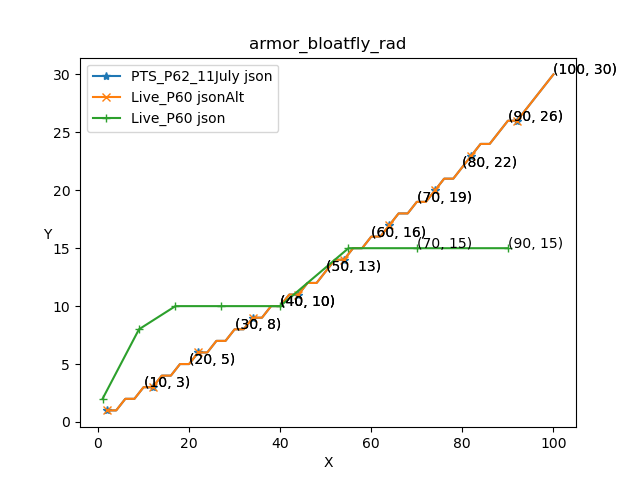 armor_bloatfly_rad
PTS_P62_11July json
Live_P60 jsonAlt
Live_P60 json
(100, 30)
(90, 26)
(80, 22)
(70, 19)
(60, 16)
(70, 15)
(90, 15)
(50, 13)
(40, 10)
(30, 8)
(20, 5)
(10, 3)
30
25
20
15
10
5
0
Y
0 20 40 60 80 100
X